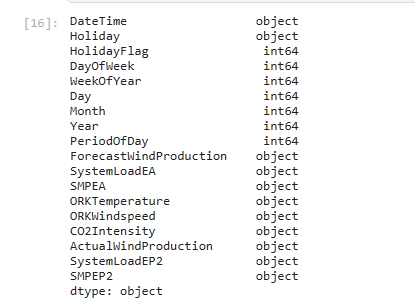 [16]: DateTime object
Holiday object
HolidayFlag int64
DayOfWeek int64
WeekOfYear int64
Day int64
Month int64
Year int64
PeriodOfDay int64
ForecastWindProduction object
SystemLoadEA object
SMPEA object
ORKTemperature object
ORKWindspeed object
CO2Intensity object
ActualWindProduction object
SystemLoadEP2 object
SMPEP2 object
dtype: object